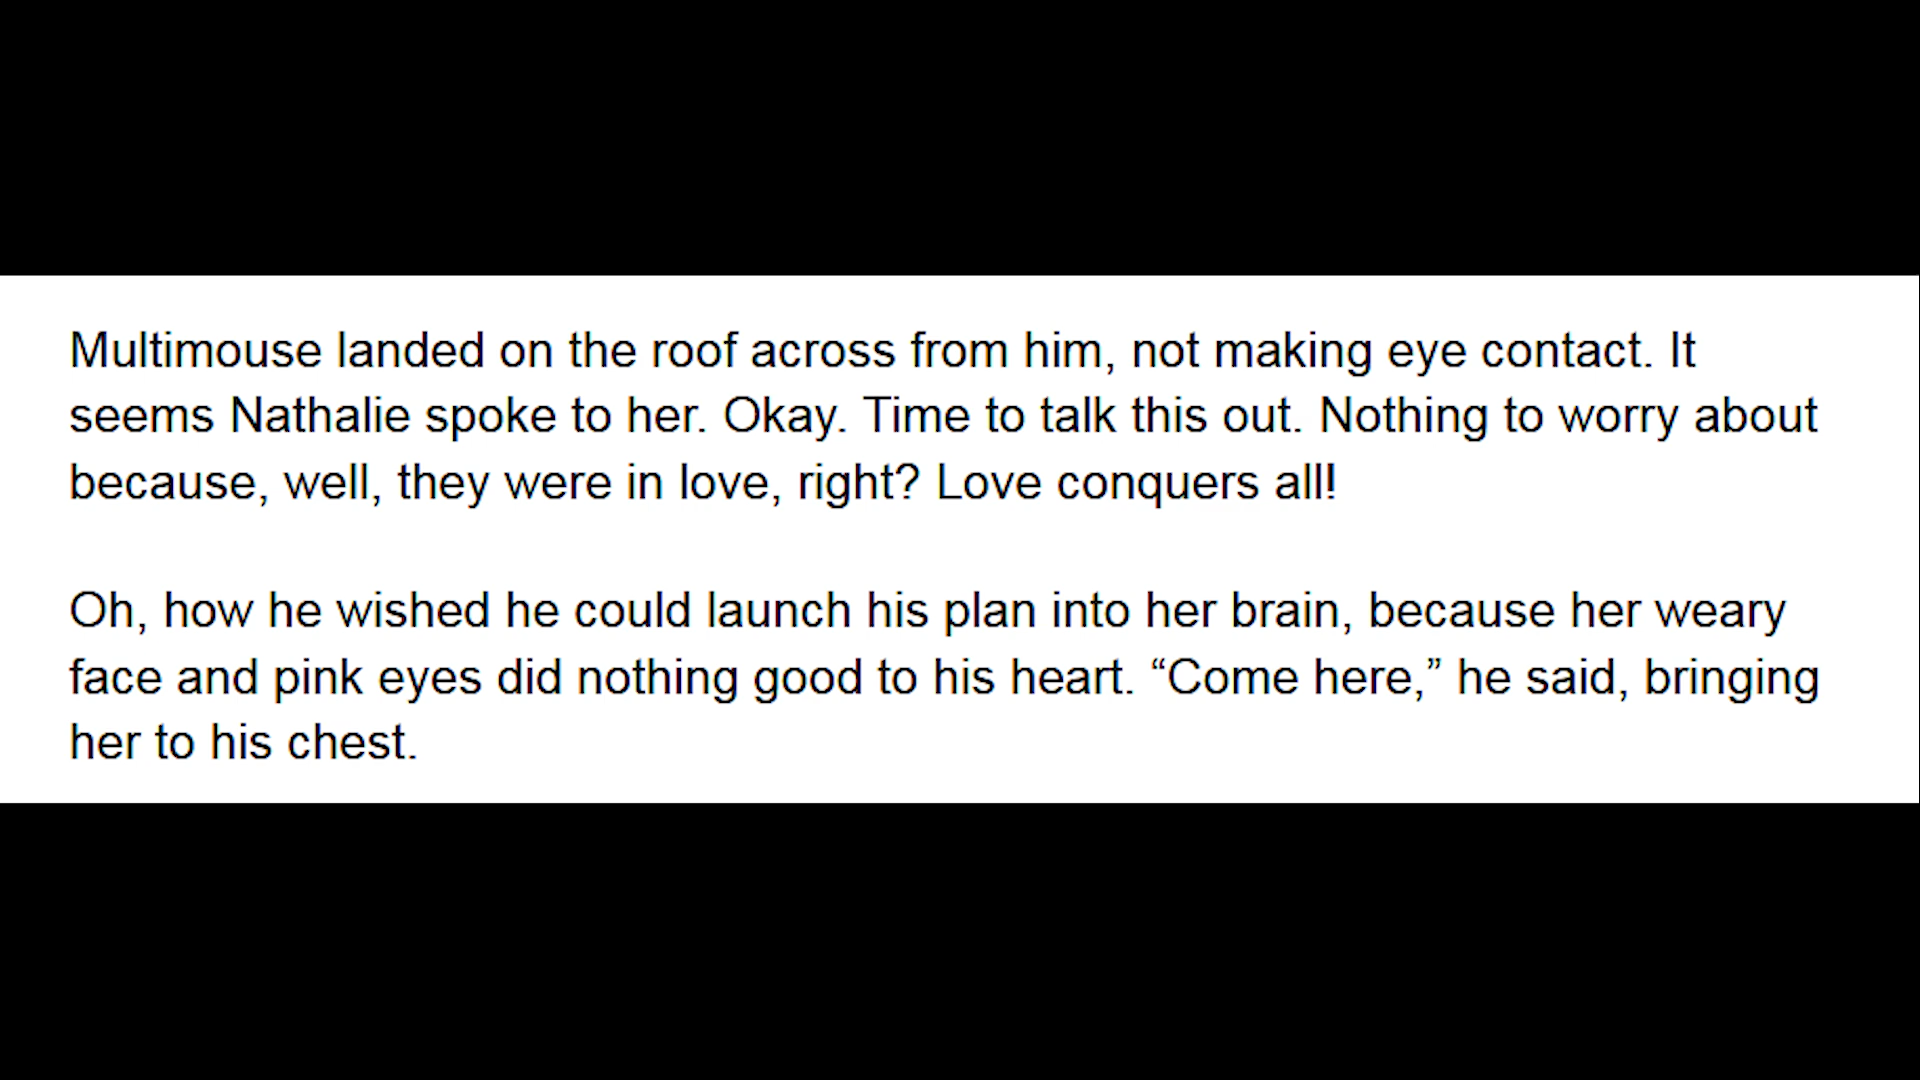 Multimouse landed on the roof across from him, not making eye contact. It
seems Nathalie spoke to her. Okay. Time to talk this out. Nothing to worry about
because, well, they were in love, right? Love conquers all!
Oh, how he wished he could launch his plan into her brain, because her weary
face and pink eyes did nothing good to his heart. “Come here,” he said, bringing
her to his chest.